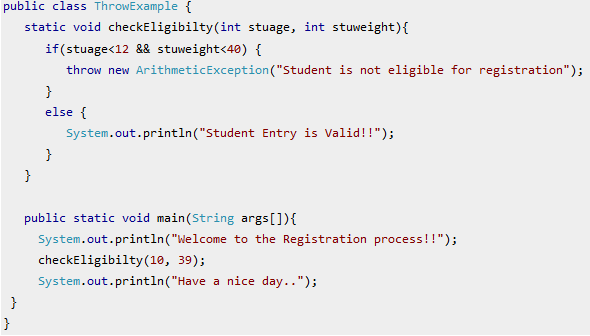 public class ThrowExample {
static void checkEligibilty(int stuage, int stuweight){
if(stuage<12 && stuweight<40) {
throw new ArithmeticException("Student is not eligible for registration");
}
else {
System.out.println("Student Entry is Valid!!");
}
}
public static void main(String args[]){
System.out.println("Welcome to the Registration process!!");
checkEligibilty(10, 39);
System.out.println("Have a nice day..");
}
}